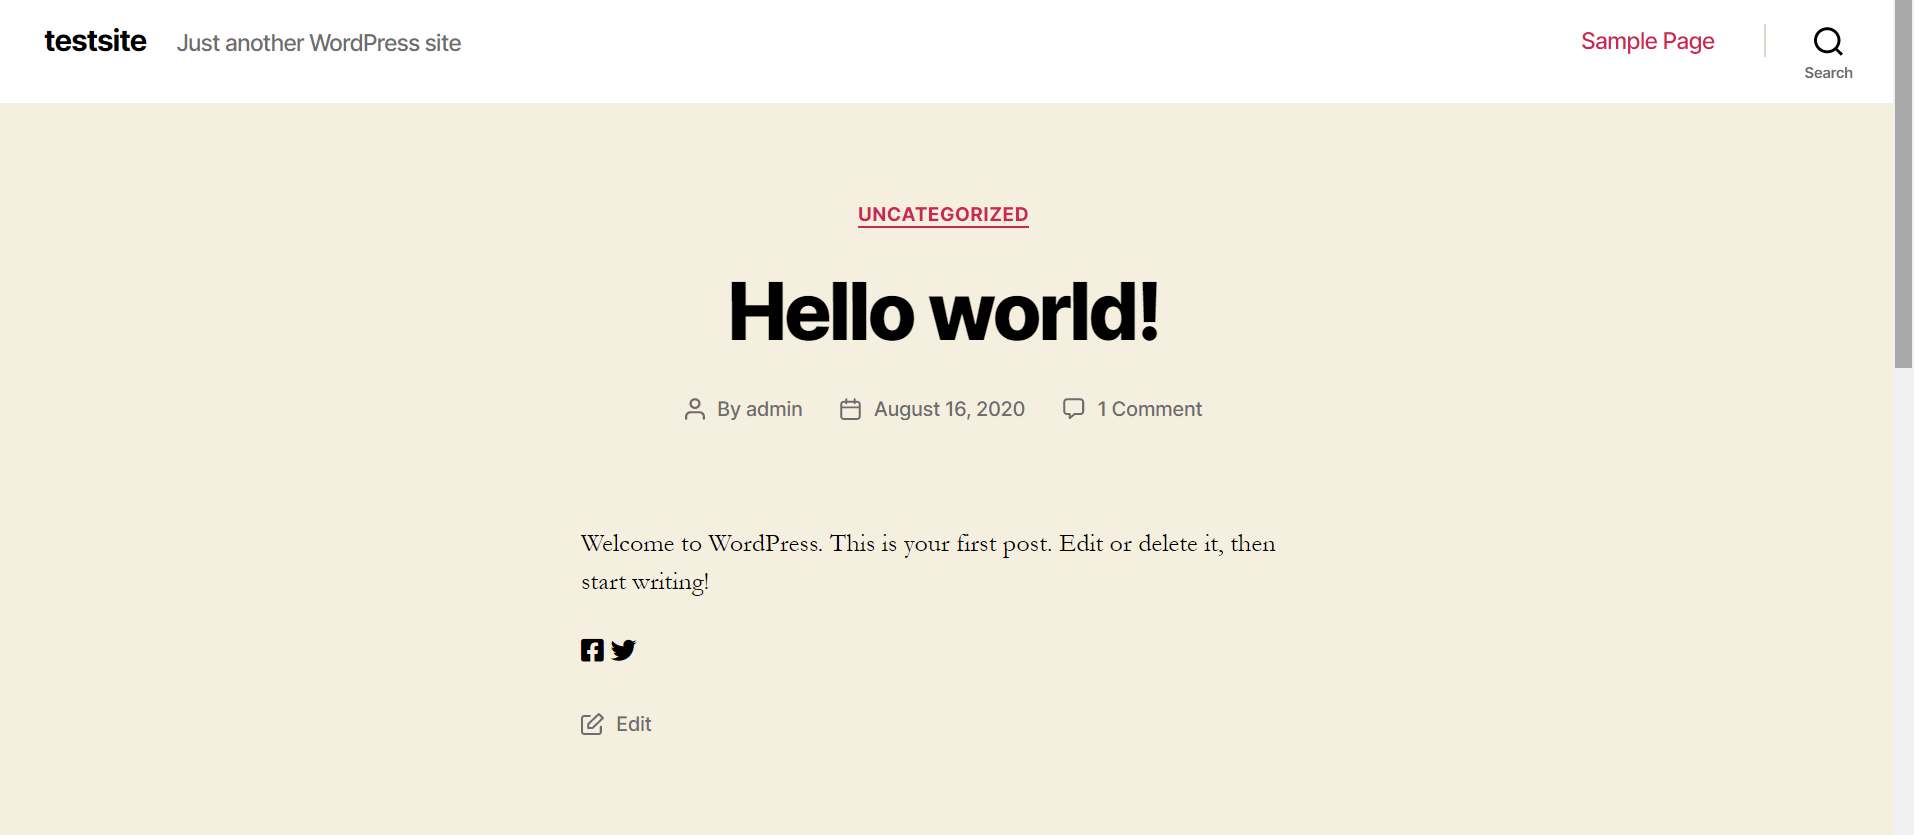 testsite Just another WordPress site Sample Page
Search
UNCATEGORIZED
Hello world!
By admin August 16, 2020 1 Comment
Welcome to WordPress. This is your first post. Edit or delete it, then
start writing!
Edit